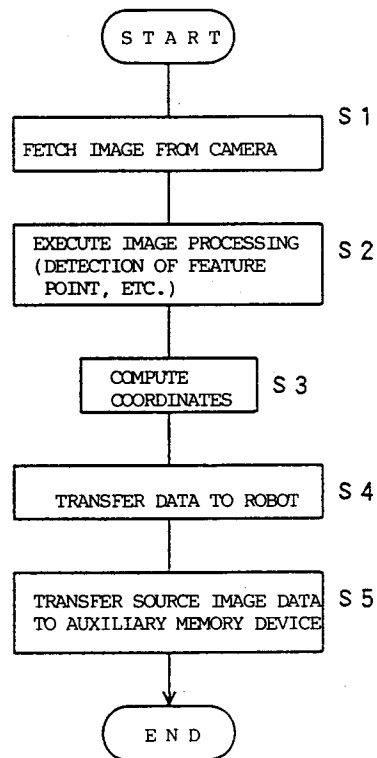 START
S1
FETCH IMAGE FROM CAMERA
EXECUTE IMAGE PROCESSING
(DETECTION OF FEATURE
POINT, ETC.)
S2
COMPUTE
COORDINATES
S3
TRANSFER DATA TO ROBOT
S4
TRANSFER SOURCE IMAGE DATA
TO AUXILIARY MEMORY DEVICE
S5
END